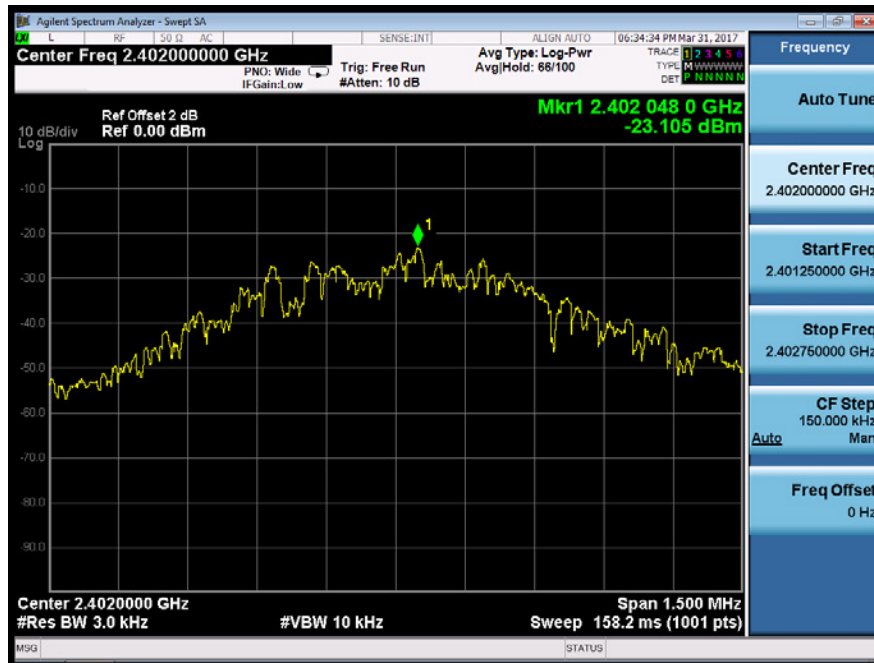 Agilent Spectrum Analyzer - Swept SA
L RF 50 Ω AC SENSE:INT ALIGN AUTO 06:34:34 PM Mar 31, 2017
Center Freq 2.402000000 GHz
PNO: Wide
IFGain:Low
Trig: Free Run
#Atten: 10 dB
Avg Type: Log-Pwr
Avg|Hold: 66/100
TRACE 1 2 3 4 5 6
TYPE M WWWWW
DET P N N N N N
Ref Offset 2 dB
10 dB/div Ref 0.00 dBm
Log
Mkr1 2.402 048 0 GHz
-23.105 dBm
1
-10.0
-20.0
-30.0
-40.0
-50.0
-60.0
-70.0
-80.0
-90.0
Center 2.4020000 GHz
#Res BW 3.0 kHz
#VBW 10 kHz
Span 1.500 MHz
Sweep 158.2 ms (1001 pts)
MSG
STATUS
Frequency
Auto Tune
Center Freq
2.402000000 GHz
Start Freq
2.401250000 GHz
Stop Freq
2.402750000 GHz
CF Step
150.000 kHz
Auto Man
Freq Offset
0 Hz